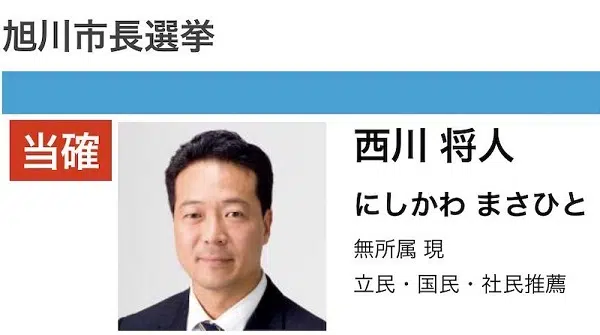 旭川市長選挙
当確
西川 将人
にしかわ まさひと
無所属 現
立民・国民・社民推薦